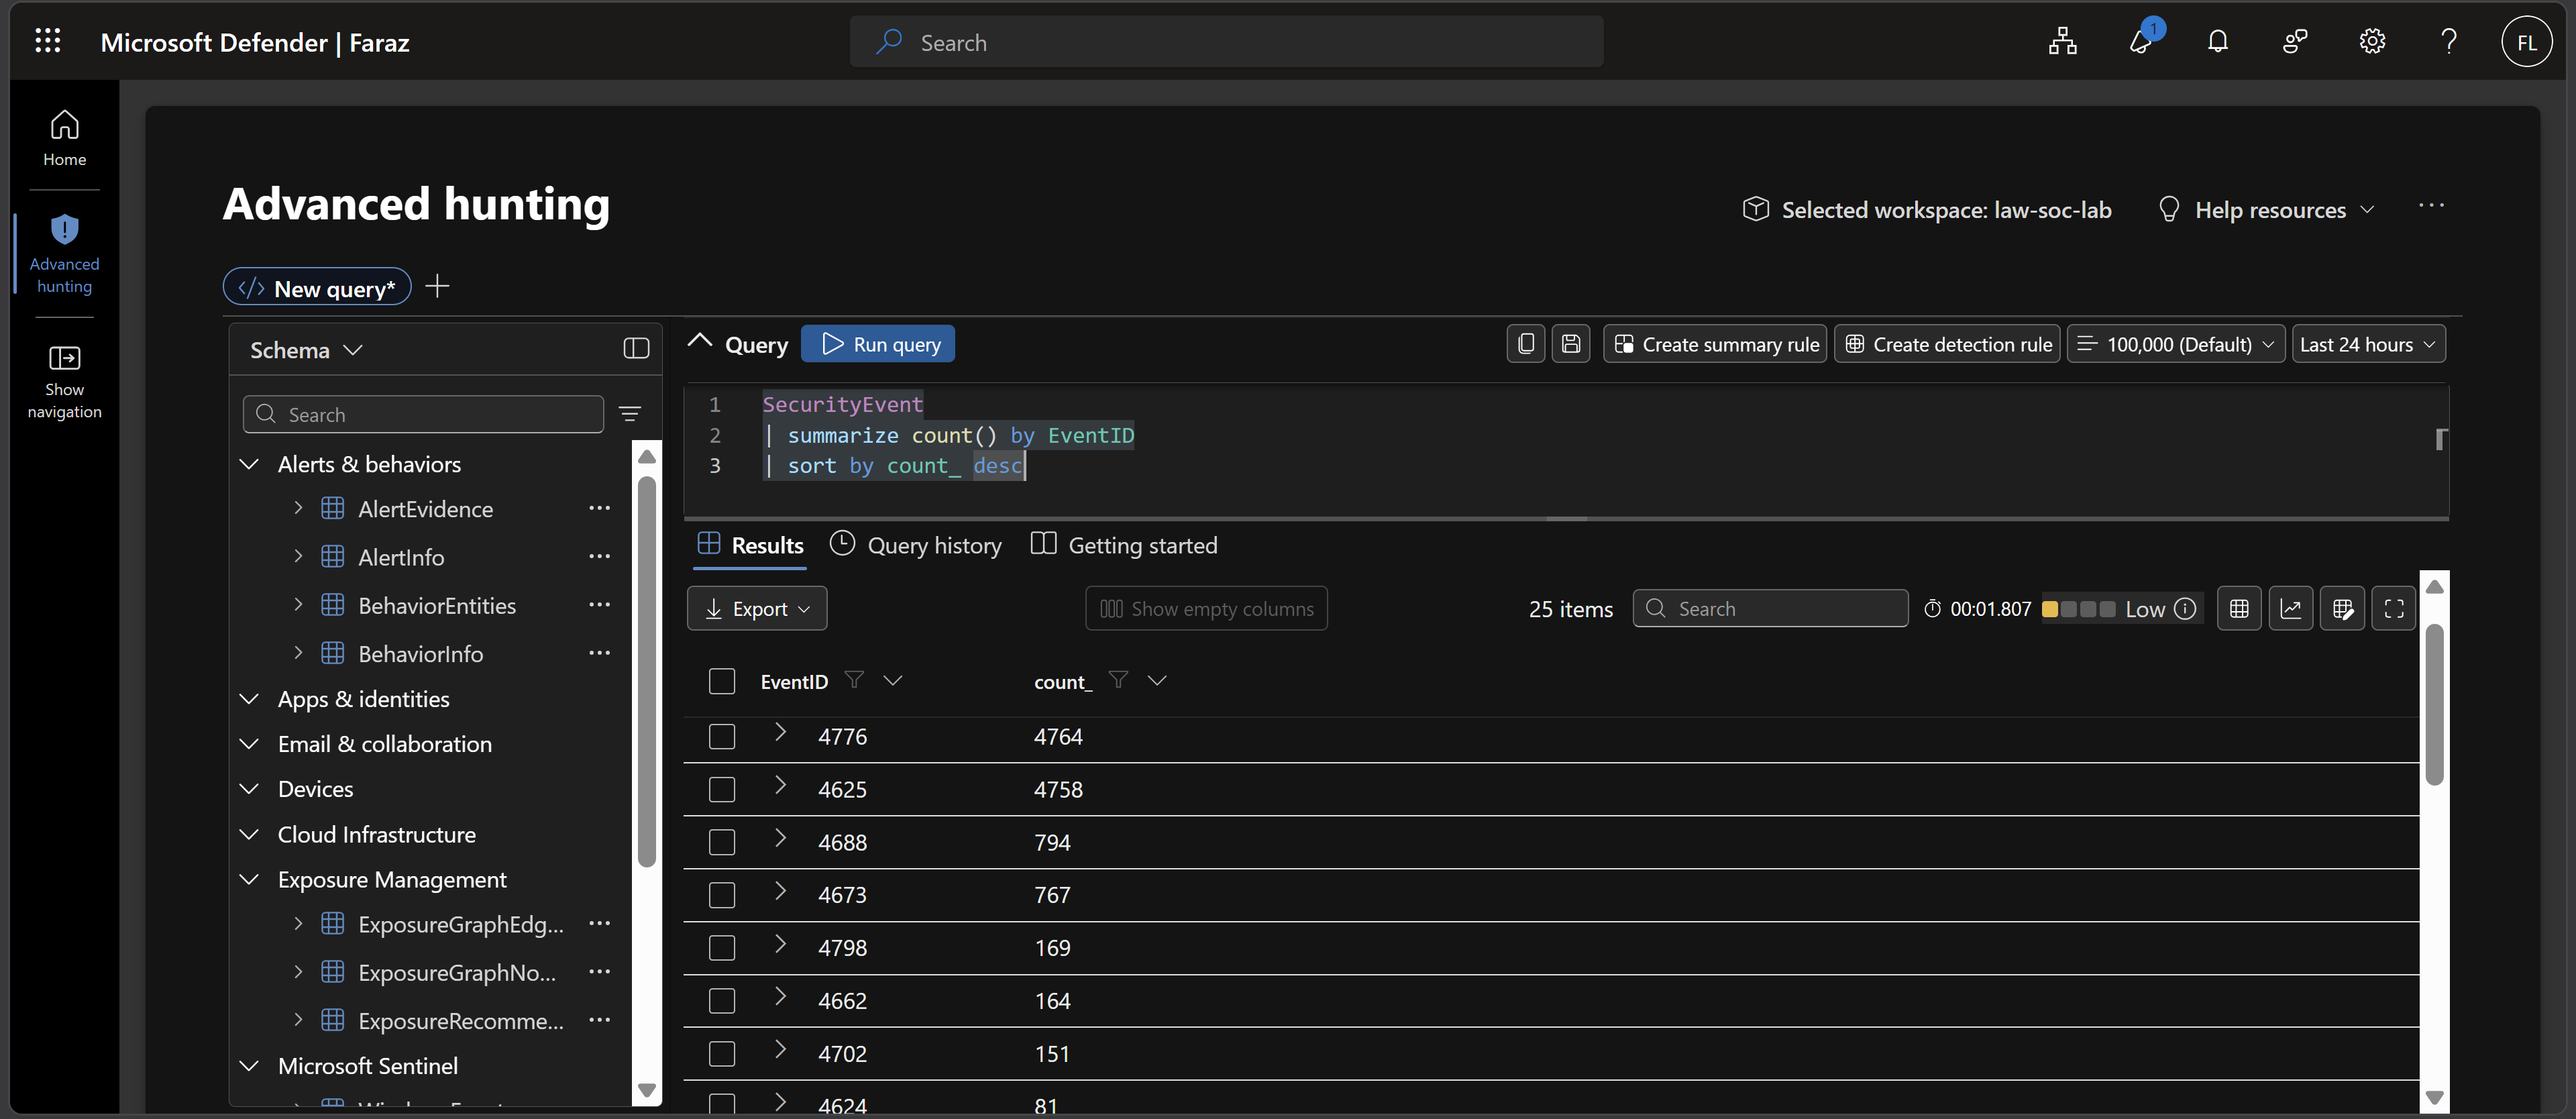 Microsoft Defender | Faraz
Search
1
FL
Home
Advanced
hunting
Show
navigation
Advanced hunting
Selected workspace: law-soc-lab
Help resources
New query*
Schema
Search
Alerts & behaviors
AlertEvidence
AlertInfo
BehaviorEntities
BehaviorInfo
Apps & identities
Email & collaboration
Devices
Cloud Infrastructure
Exposure Management
ExposureGraphEdg...
ExposureGraphNo...
ExposureRecomme...
Microsoft Sentinel
Query
Run query
Create summary rule
Create detection rule
100,000 (Default)
Last 24 hours
1 SecurityEvent
2 | summarize count() by EventID
3 | sort by count_ desc
Results
Query history
Getting started
Export
Show empty columns
25 items
Search
00:01.807
Low
EventID count_
4776 4764
4625 4758
4688 794
4673 767
4798 169
4662 164
4702 151
4624 81